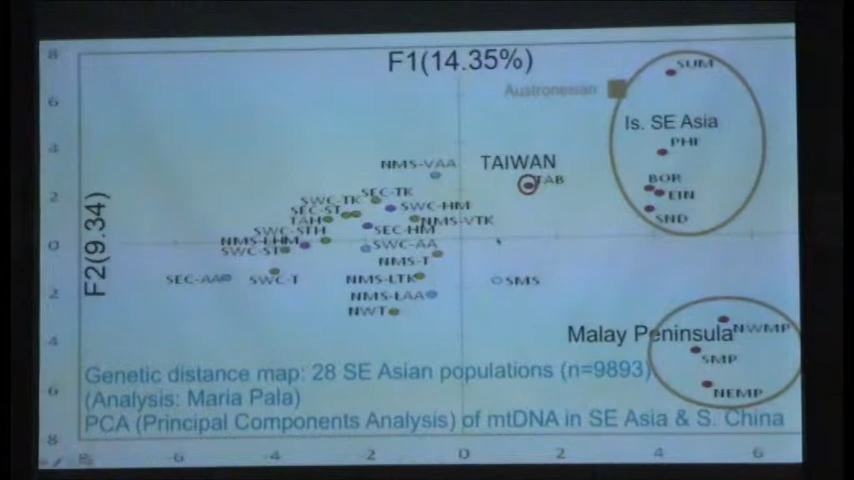 F1(14.35%)
F2(9.34)
8
6
4
2
0
2
4
6
8
Austronesian
SUM
Is. SE Asia
PHI
BOR
EIN
SND
TAIWAN
TAB
NMS-VAA
SEC-TK
SWC-TK
SWC-HM
SEC-ST
TAH
NMS-VTK
SWC-STH
SEC-HM
NMS-LHM
SWC-AA
SWC-ST
NMS-T
SEC-AA
SWC-T
NMS-LTK
SMS
NMS-LAA
NWT
Malay Peninsula
NWMP
SMP
NEMP
Genetic distance map: 28 SE Asian populations (n=9893)
(Analysis: Maria Pala)
PCA (Principal Components Analysis) of mtDNA in SE Asia & S. China
-6 -4 -2 0 2 4 6